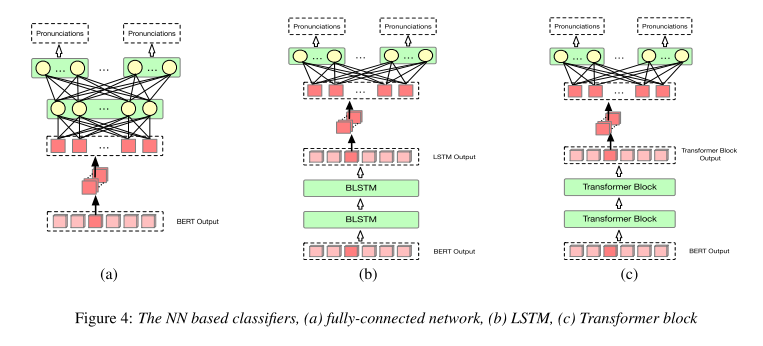 Pronunciations
Pronunciations
...
...
...
...
...
BERT Output
(a)
Pronunciations
Pronunciations
...
...
...
...
LSTM Output
BLSTM
BLSTM
BERT Output
(b)
Pronunciations
Pronunciations
...
...
...
...
Transformer Block
Output
Transformer Block
Transformer Block
BERT Output
(c)
Figure 4: The NN based classifiers, (a) fully-connected network, (b) LSTM, (c) Transformer block